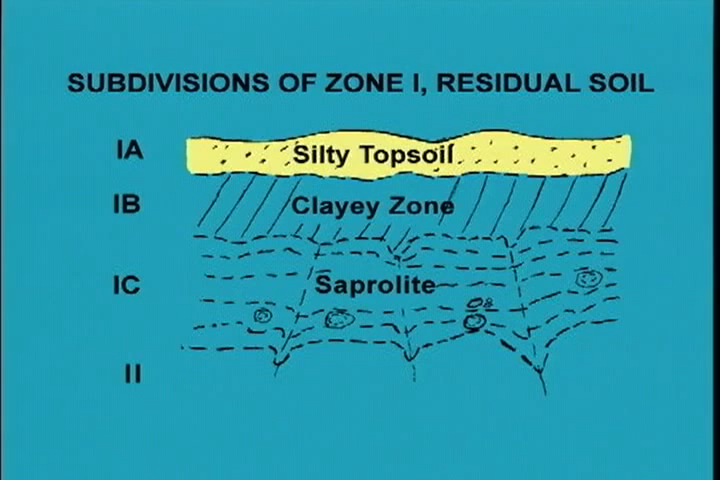 SUBDIVISIONS OF ZONE I, RESIDUAL SOIL
IA Silty Topsoil
IB Clayey Zone
IC Saprolite
II